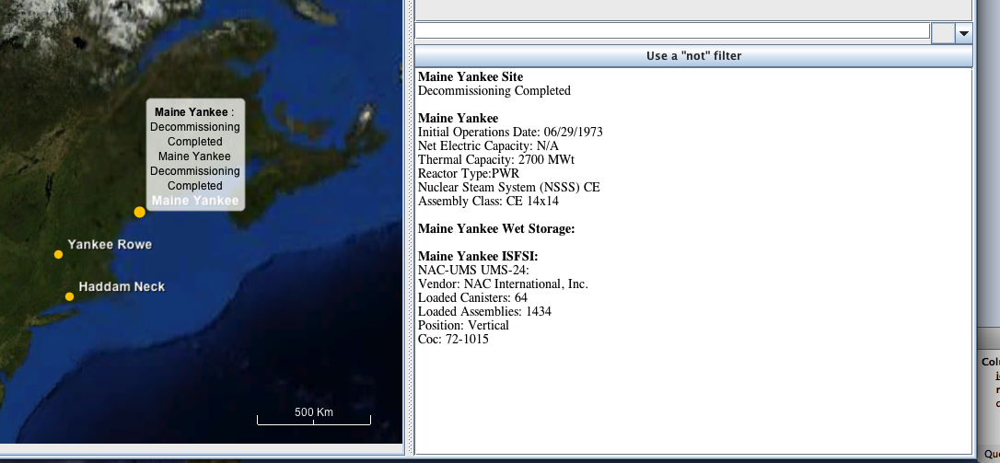 Maine Yankee :
Decommissioning
Completed
Maine Yankee
Decommissioning
Completed
Maine Yankee
Yankee Rowe
Haddam Neck
500 Km
Use a "not" filter
Maine Yankee Site
Decommissioning Completed
Maine Yankee
Initial Operations Date: 06/29/1973
Net Electric Capacity: N/A
Thermal Capacity: 2700 MWt
Reactor Type:PWR
Nuclear Steam System (NSSS) CE
Assembly Class: CE 14x14
Maine Yankee Wet Storage:
Maine Yankee ISFSI:
NAC-UMS UMS-24:
Vendor: NAC International, Inc.
Loaded Canisters: 64
Loaded Assemblies: 1434
Position: Vertical
Coc: 72-1015